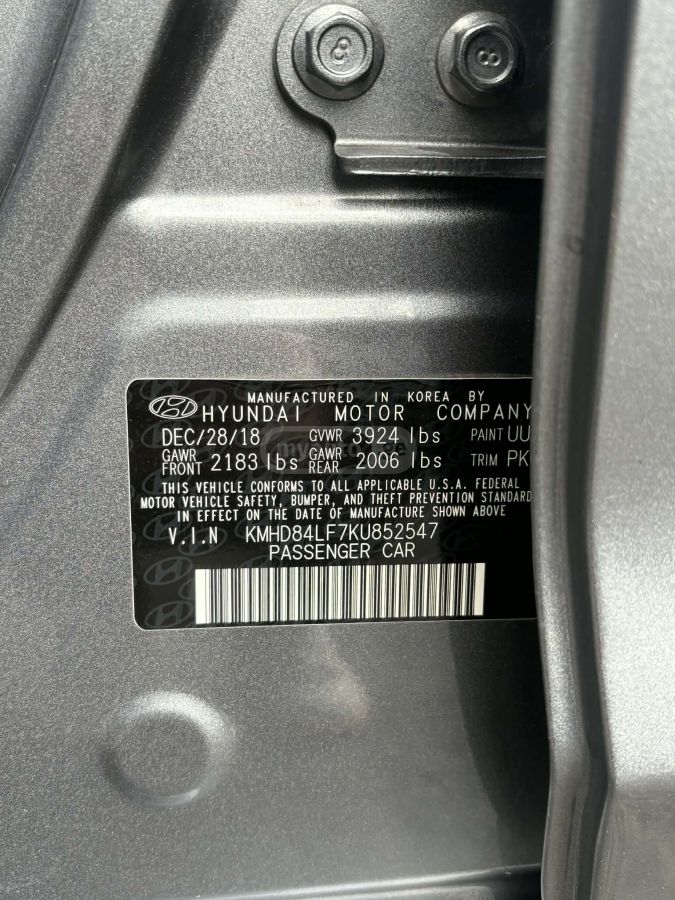 8 8
MANUFACTURED IN KOREA BY
HYUNDAI MOTOR COMPANY
DEC/28/18 GVWR 3924 lbs PAINT UU
GAWR FRONT 2183 lbs GAWR REAR 2006 lbs TRIM PK
THIS VEHICLE CONFORMS TO ALL APPLICABLE U.S.A. FEDERAL
MOTOR VEHICLE SAFETY, BUMPER, AND THEFT PREVENTION STANDARD
IN EFFECT ON THE DATE OF MANUFACTURE SHOWN ABOVE
V.I.N KMHD84LF7KU852547
PASSENGER CAR